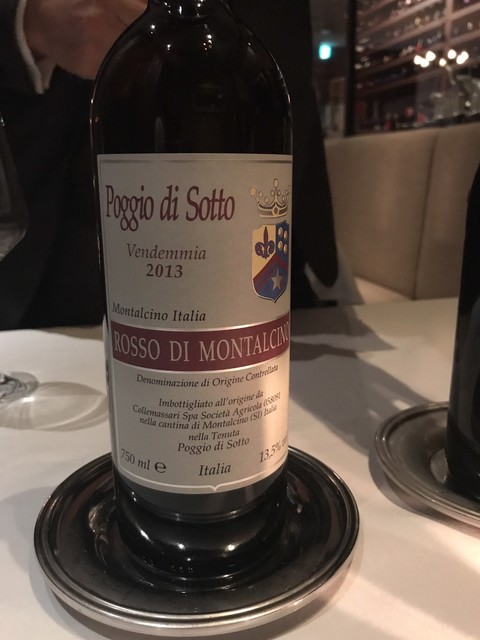 Poggio di Sotto
Vendemmia
2013
Montalcino Italia
ROSSO DI MONTALCINO
Denominazione di Origine Controllata
Imbottigliato all'origine da
Collemassari Spa Società Agricola 058091
nella cantina di Montalcino (SI) Italia
nella Tenuta
Poggio di Sotto
750 ml e Italia 13,5%